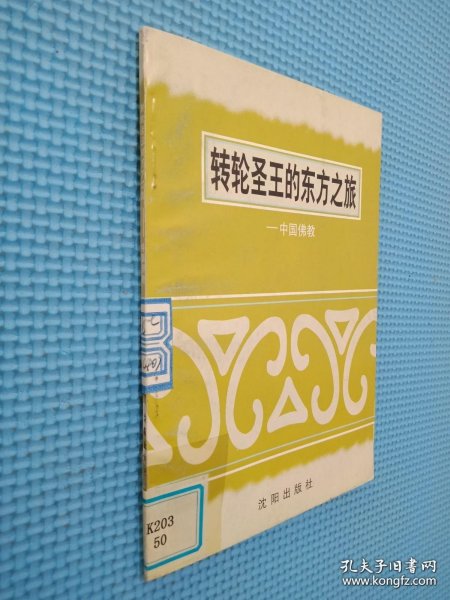 转轮圣王的东方之旅
—中国佛教
沈阳出版社
K203
50
孔夫子旧书网
www.kongfz.com